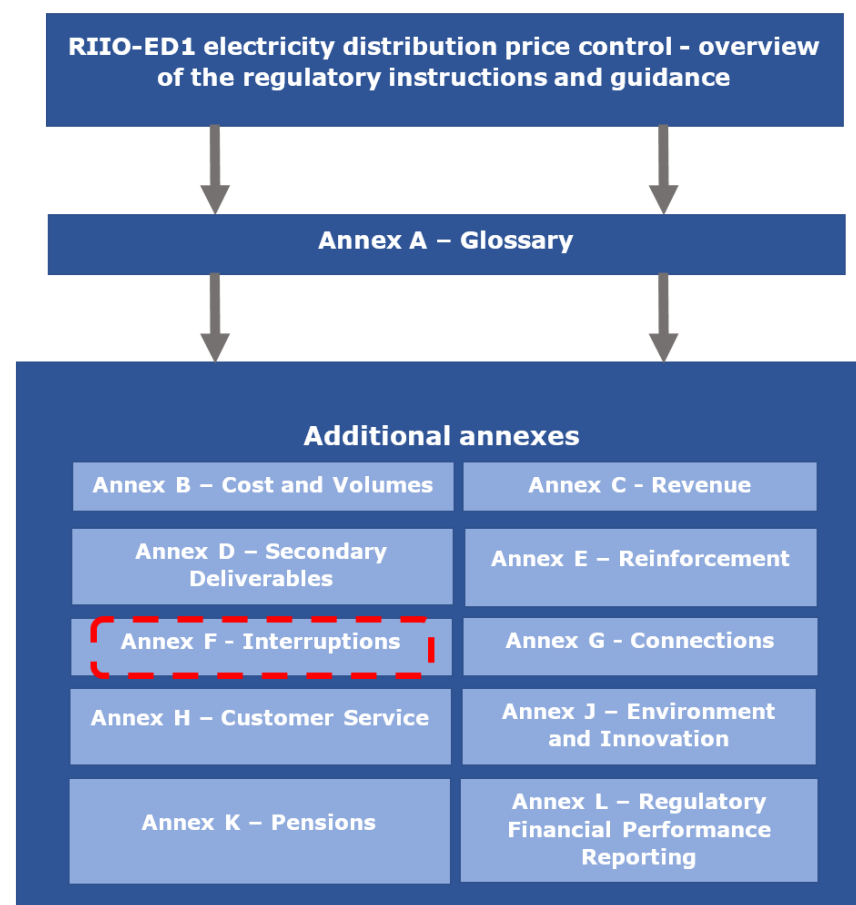 RIIO-ED1 electricity distribution price control - overview
of the regulatory instructions and guidance
Annex A – Glossary
Additional annexes
Annex B – Cost and Volumes
Annex C - Revenue
Annex D – Secondary
Deliverables
Annex E – Reinforcement
Annex F - Interruptions
Annex G - Connections
Annex H – Customer Service
Annex J – Environment
and Innovation
Annex K – Pensions
Annex L – Regulatory
Financial Performance
Reporting